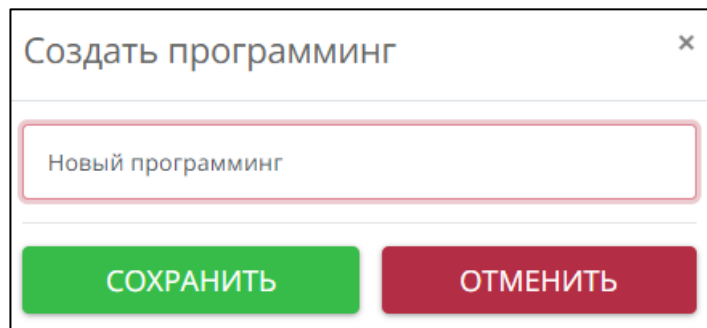 Создать программинг ×
Новый программинг
СОХРАНИТЬ ОТМЕНИТЬ